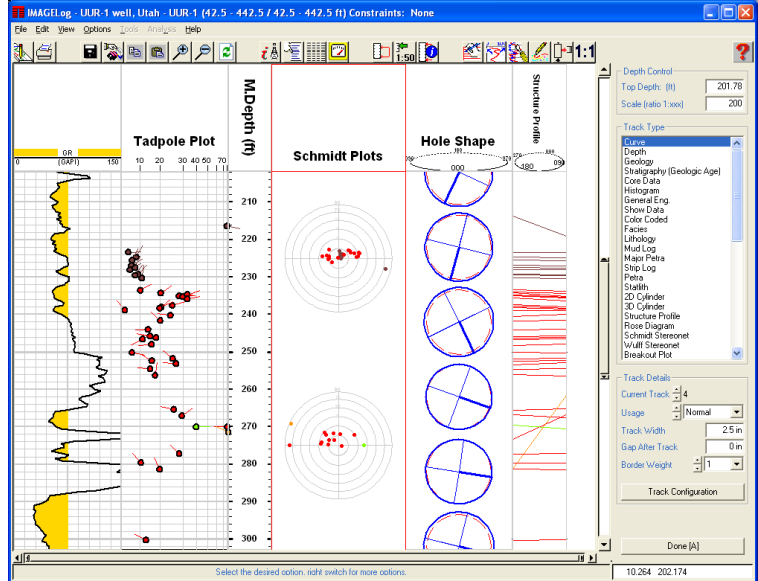 IMAGELog - UUR-1 well, Utah - UUR-1 (42.5 - 442.5 / 42.5 - 442.5 ft) Constraints: None
File Edit View Options Tools Analysis Help
1:50
1:1
?
Depth Control
Top Depth: (ft) 201.78
Scale (ratio 1:xxx) 200
Track Type
Curve
Depth
Geology
Stratigraphy (Geologic Age)
Core Data
Histogram
General Eng.
Show Data
Color Coded
Facies
Lithology
Mud Log
Major Petra
Strip Log
Petra
Statlith
2D Cylinder
3D Cylinder
Structure Profile
Rose Diagram
Schmidt Stereonet
Wulff Stereonet
Breakout Plot
Track Details
Current Track 4
Usage Normal
Track Width 2.5 in
Gap After Track 0 in
Border Weight 1
Track Configuration
Done [A]
GR
0 (GAPI) 150
Tadpole Plot
10 20 30 40 50 70
M.Depth (ft)
Schmidt Plots
Hole Shape
000
Structure Profile
180 090
210
220
230
240
250
260
270
280
290
300
Select the desired option, right switch for more options.
10.264 202.174